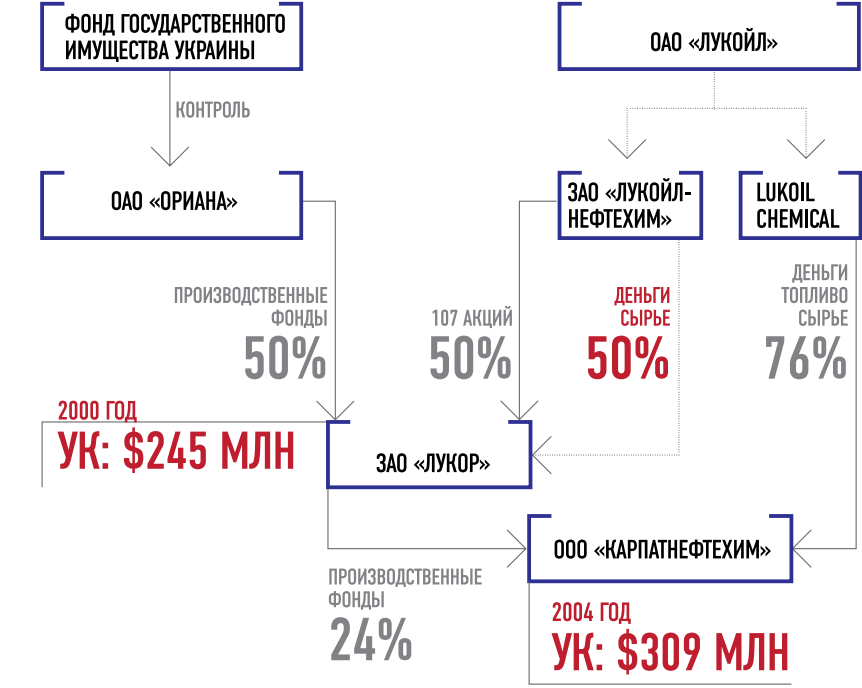 ФОНД ГОСУДАРСТВЕННОГО
ИМУЩЕСТВА УКРАИНЫ
ОАО «ЛУКОЙЛ»
КОНТРОЛЬ
ОАО «ОРИАНА»
ЗАО «ЛУКОЙЛ-
НЕФТЕХИМ»
LUKOIL
CHEMICAL
ПРОИЗВОДСТВЕННЫЕ
ФОНДЫ
50%
107 АКЦИЙ
50%
ДЕНЬГИ
СЫРЬЕ
50%
ДЕНЬГИ
ТОПЛИВО
СЫРЬЕ
76%
2000 ГОД
УК: $245 МЛН
ЗАО «ЛУКОР»
ООО «КАРПАТНЕФТЕХИМ»
ПРОИЗВОДСТВЕННЫЕ
ФОНДЫ
24%
2004 ГОД
УК: $309 МЛН